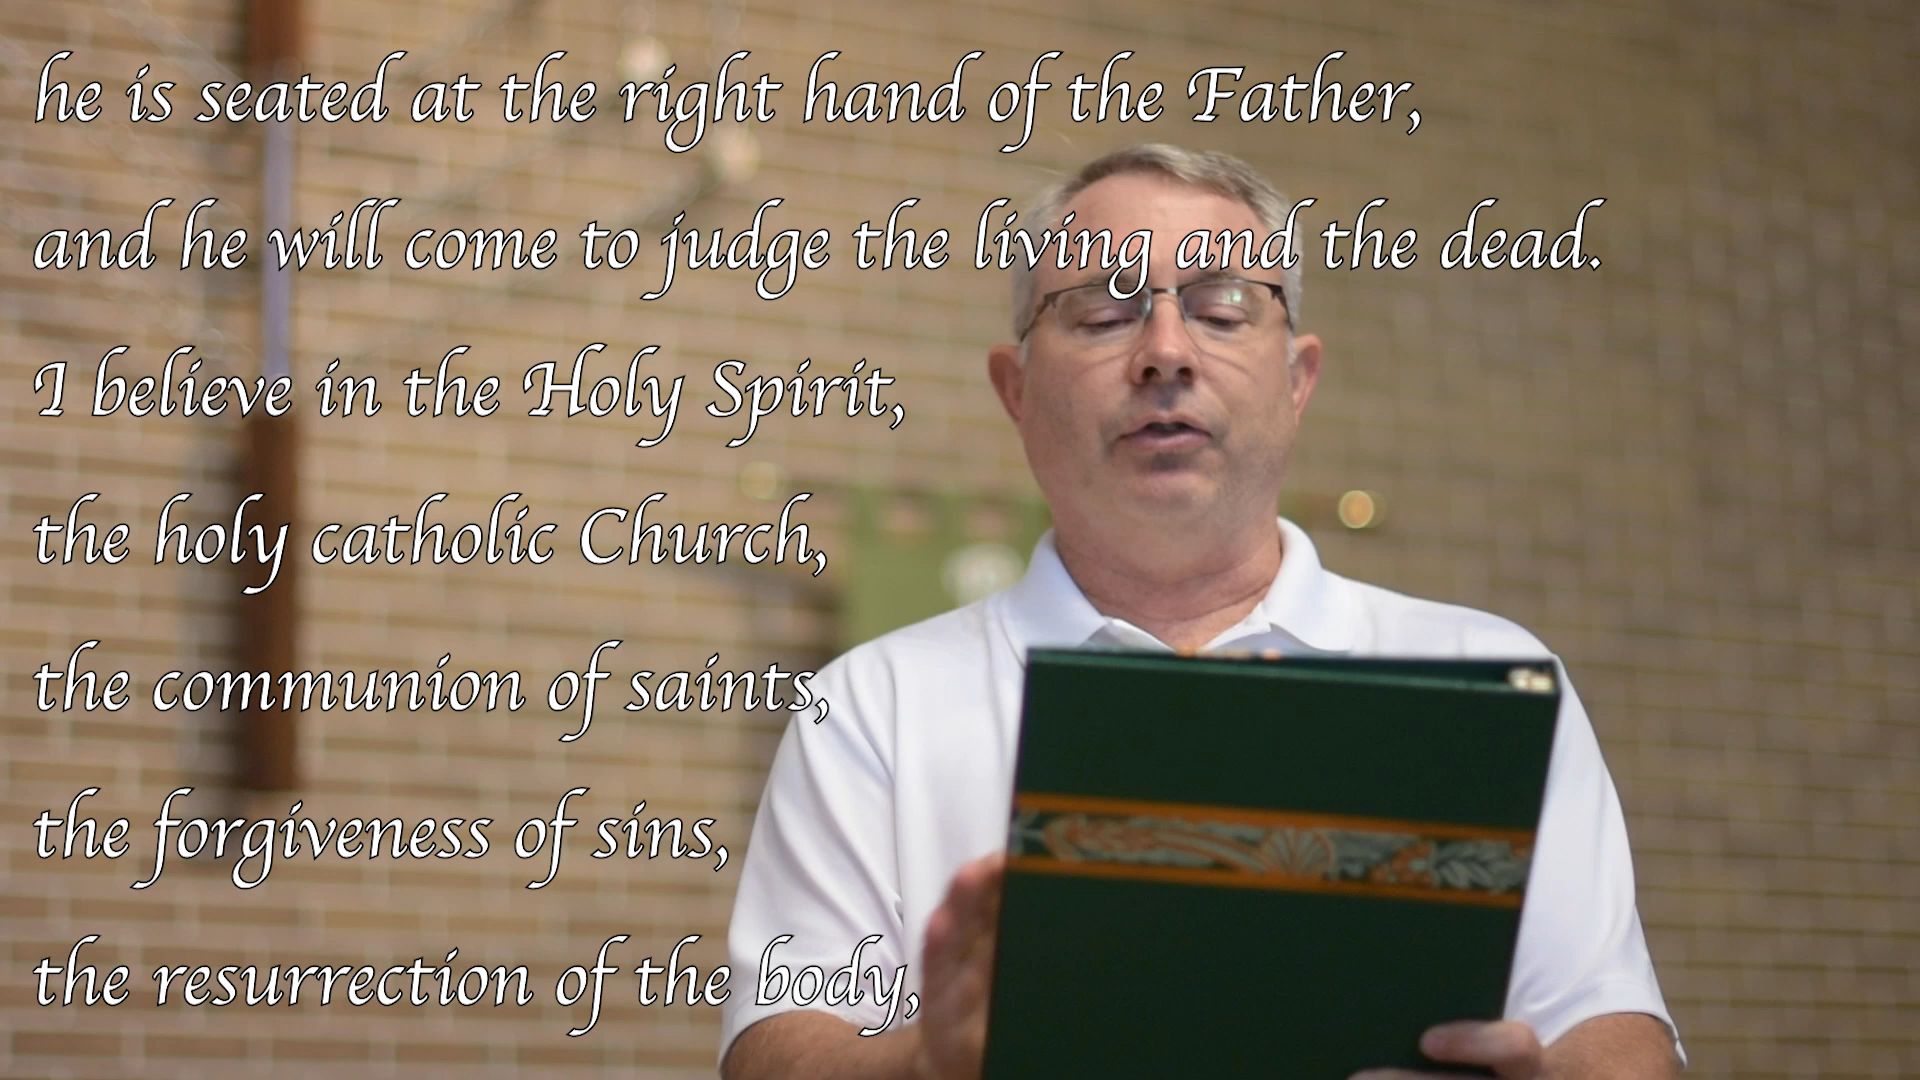 he is seated at the right hand of the Father,
and he will come to judge the living and the dead.
I believe in the Holy Spirit,
the holy catholic Church,
the communion of saints,
the forgiveness of sins,
the resurrection of the body,